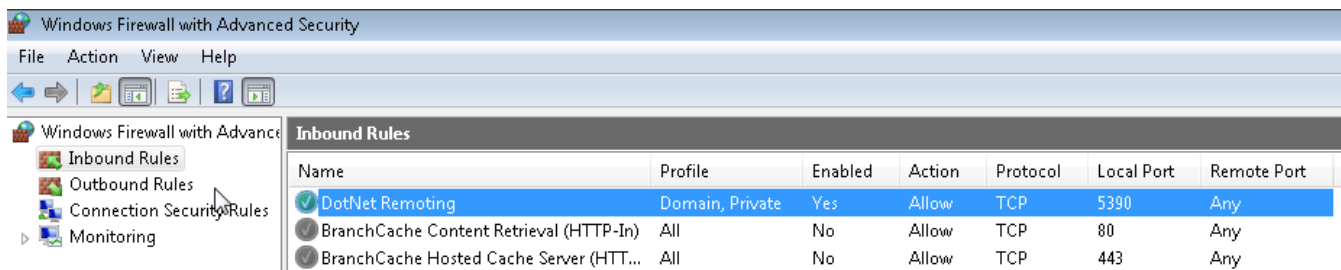 Windows Firewall with Advanced Security
File Action View Help
Windows Firewall with Advance
Inbound Rules
Outbound Rules
Connection Security Rules
Monitoring
Inbound Rules
Name Profile Enabled Action Protocol Local Port Remote Port
DotNet Remoting Domain, Private Yes Allow TCP 5390 Any
BranchCache Content Retrieval (HTTP-In) All No Allow TCP 80 Any
BranchCache Hosted Cache Server (HTT... All No Allow TCP 443 Any